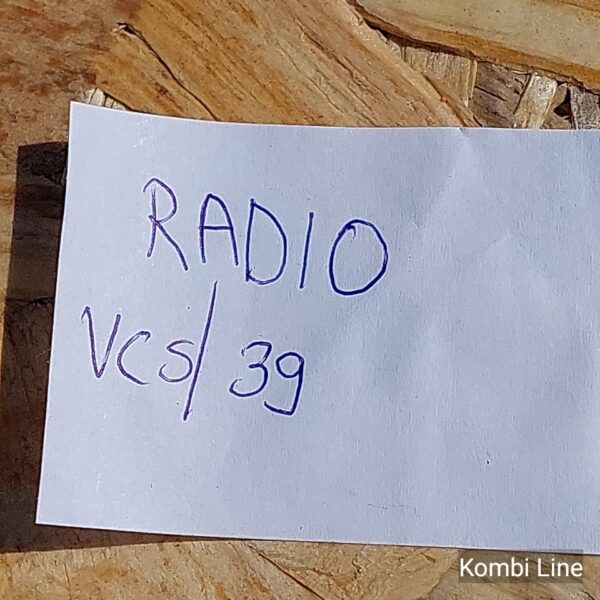 RADIO
VCS/39
Kombi Line